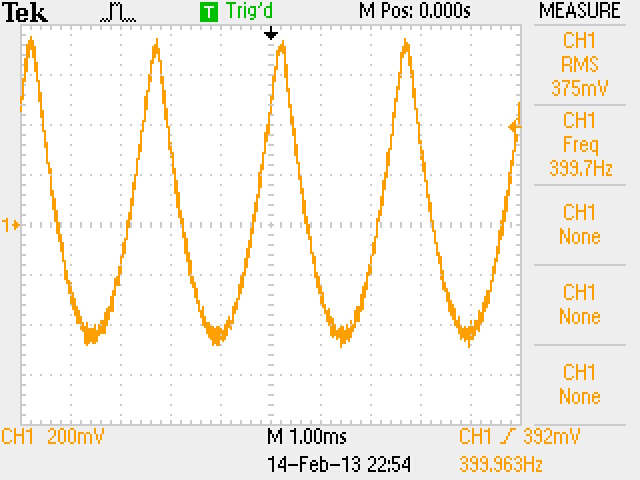 Tek T Trig'd M Pos: 0.000s MEASURE
CH1
RMS
375mV
CH1
Freq
399.7Hz
CH1
None
CH1
None
CH1
None
1
CH1 200mV M 1.00ms CH1 392mV
14-Feb-13 22:54 399.963Hz